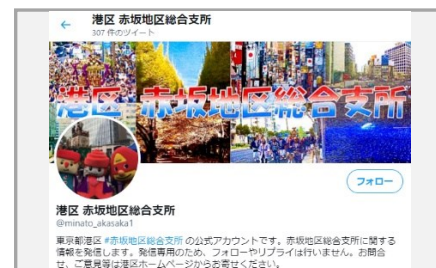 港区 赤坂地区総合支所
307 件のツイート
港区 赤坂地区総合支所
フォロー
港区 赤坂地区総合支所
@minato_akasaka1
東京都港区 #赤坂地区総合支所 の公式アカウントです。赤坂地区総合支所に関する
情報を発信します。発信専用のため、フォローやリプライは行いません。お問合
せ、ご意見等は港区ホームページからお寄せください。